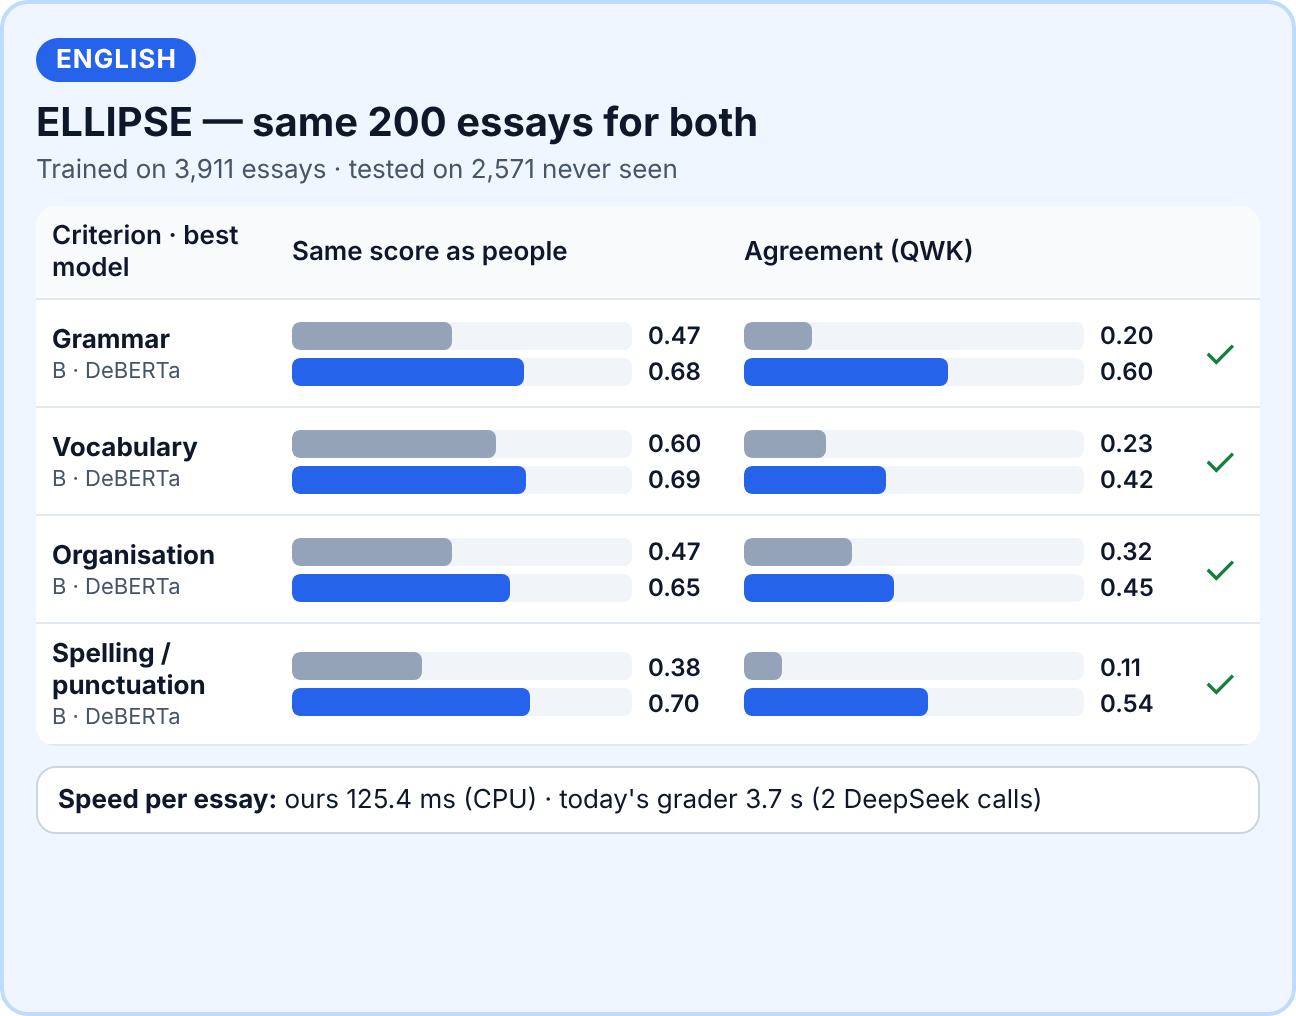 ENGLISH
ELLIPSE — same 200 essays for both
Trained on 3,911 essays · tested on 2,571 never seen
Criterion · best
model
Same score as people
Agreement (QWK)
Grammar
B · DeBERTa
0.47
0.68
0.20
0.60
✓
Vocabulary
B · DeBERTa
0.60
0.69
0.23
0.42
✓
Organisation
B · DeBERTa
0.47
0.65
0.32
0.45
✓
Spelling /
punctuation
B · DeBERTa
0.38
0.70
0.11
0.54
✓
Speed per essay: ours 125.4 ms (CPU) · today's grader 3.7 s (2 DeepSeek calls)